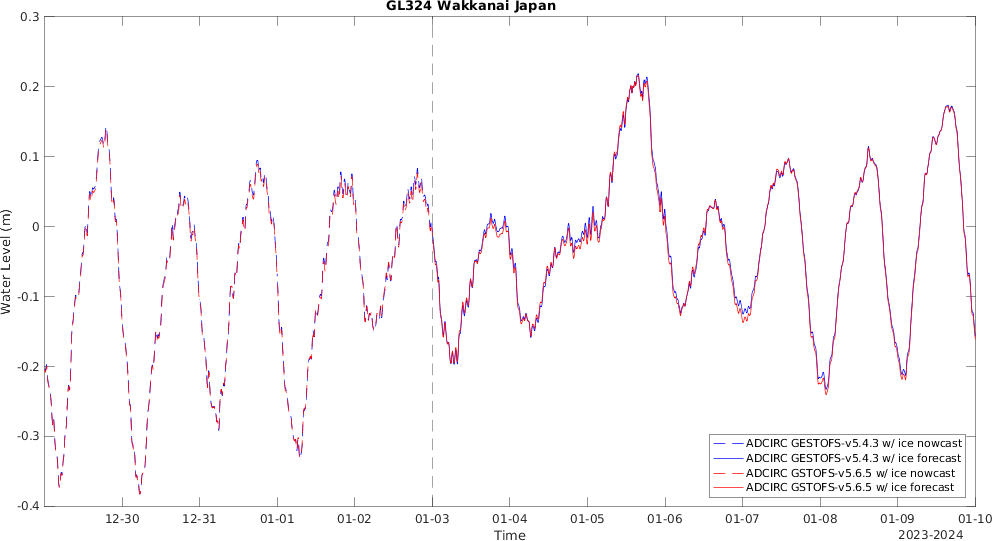 GL324 Wakkanai Japan
0.3
0.2
0.1
0
-0.1
-0.2
-0.3
-0.4
Water Level (m)
ADCIRC GESTOFS-v5.4.3 w/ ice nowcast
ADCIRC GESTOFS-v5.4.3 w/ ice forecast
ADCIRC GSTOFS-v5.6.5 w/ ice nowcast
ADCIRC GSTOFS-v5.6.5 w/ ice forecast
12-30 12-31 01-01 01-02 01-03 01-04 01-05 01-06 01-07 01-08 01-09 01-10
Time
2023-2024